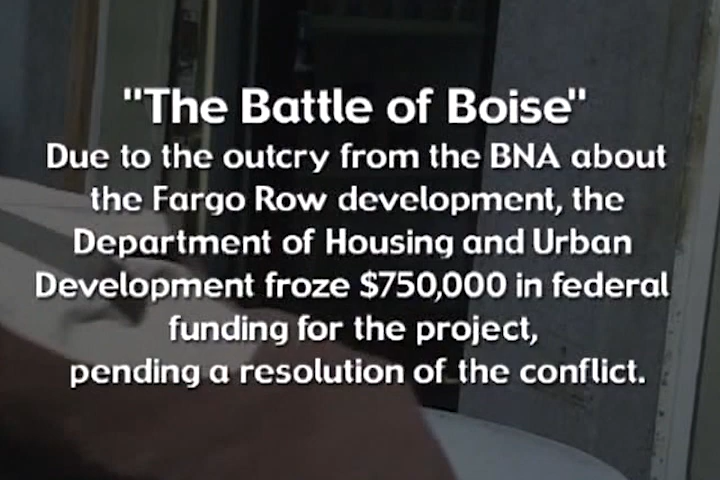 "The Battle of Boise"
Due to the outcry from the BNA about
the Fargo Row development, the
Department of Housing and Urban
Development froze $750,000 in federal
funding for the project,
pending a resolution of the conflict.